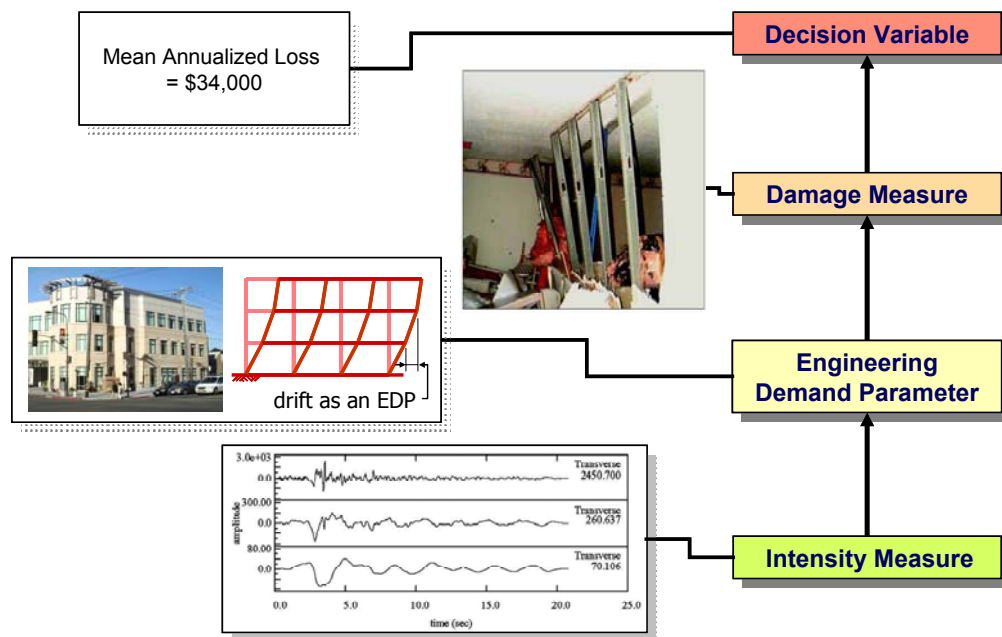 Mean Annualized Loss
= $34,000
Decision Variable
Damage Measure
drift as an EDP
Engineering
Demand Parameter
3.0e+03
0.0
Transverse
2450.700
300.00
0.0
Transverse
260.637
80.00
0.0
Transverse
70.106
amplitude
0.0 5.0 10.0 15.0 20.0 25.0
time (sec)
Intensity Measure